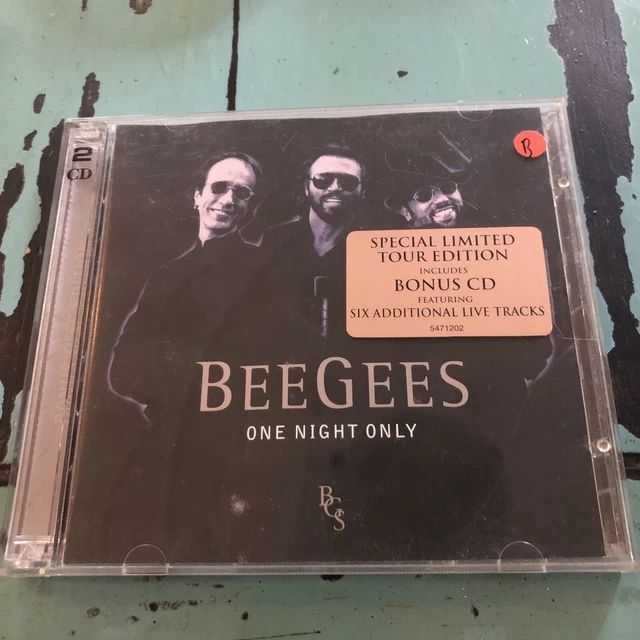 2
CD
B
SPECIAL LIMITED
TOUR EDITION
INCLUDES
BONUS CD
FEATURING
SIX ADDITIONAL LIVE TRACKS
5471202
BEEGEES
ONE NIGHT ONLY
BGS